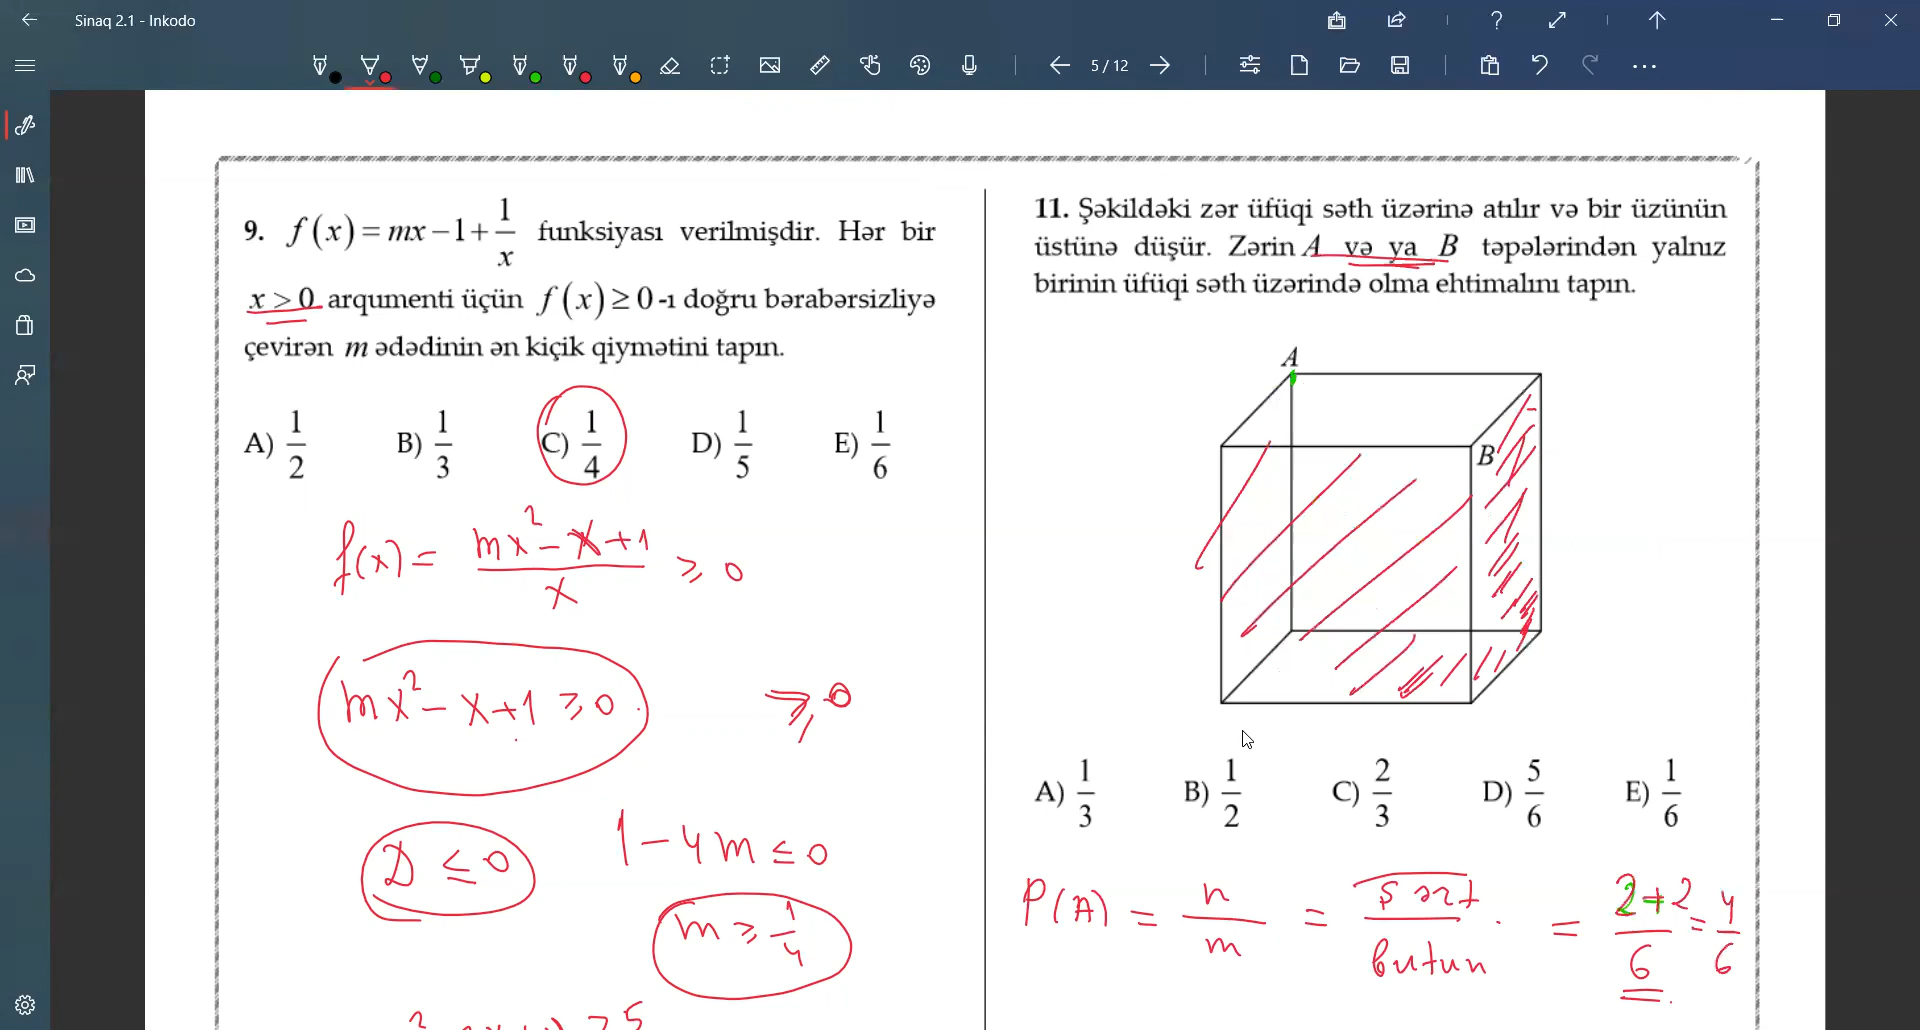 Sinaq 2.1 - Inkodo
5 / 12
9. f(x) = mx − 1 + 1/x funksiyası verilmişdir. Hər bir
x > 0 arqumenti üçün f(x) ≥ 0 -ı doğru bərabərsizliyə
çevirən m ədədinin ən kiçik qiymətini tapın.
A) 1/2 B) 1/3 C) 1/4 D) 1/5 E) 1/6
f(x) = (mx² − x + 1)/x ≥ 0
mx² − x + 1 ≥ 0 ≥ 0
D ≤ 0 1 − 4m ≤ 0
m ≥ 1/4
11. Şəkildəki zər üfüqi səth üzərinə atılır və bir üzünün
üstünə düşür. Zərin A və ya B təpələrindən yalnız
birinin üfüqi səth üzərində olma ehtimalını tapın.
A
B
A) 1/3 B) 1/2 C) 2/3 D) 5/6 E) 1/6
P(A) = n/m = şərt/butun = (2+2)/6 = 4/6